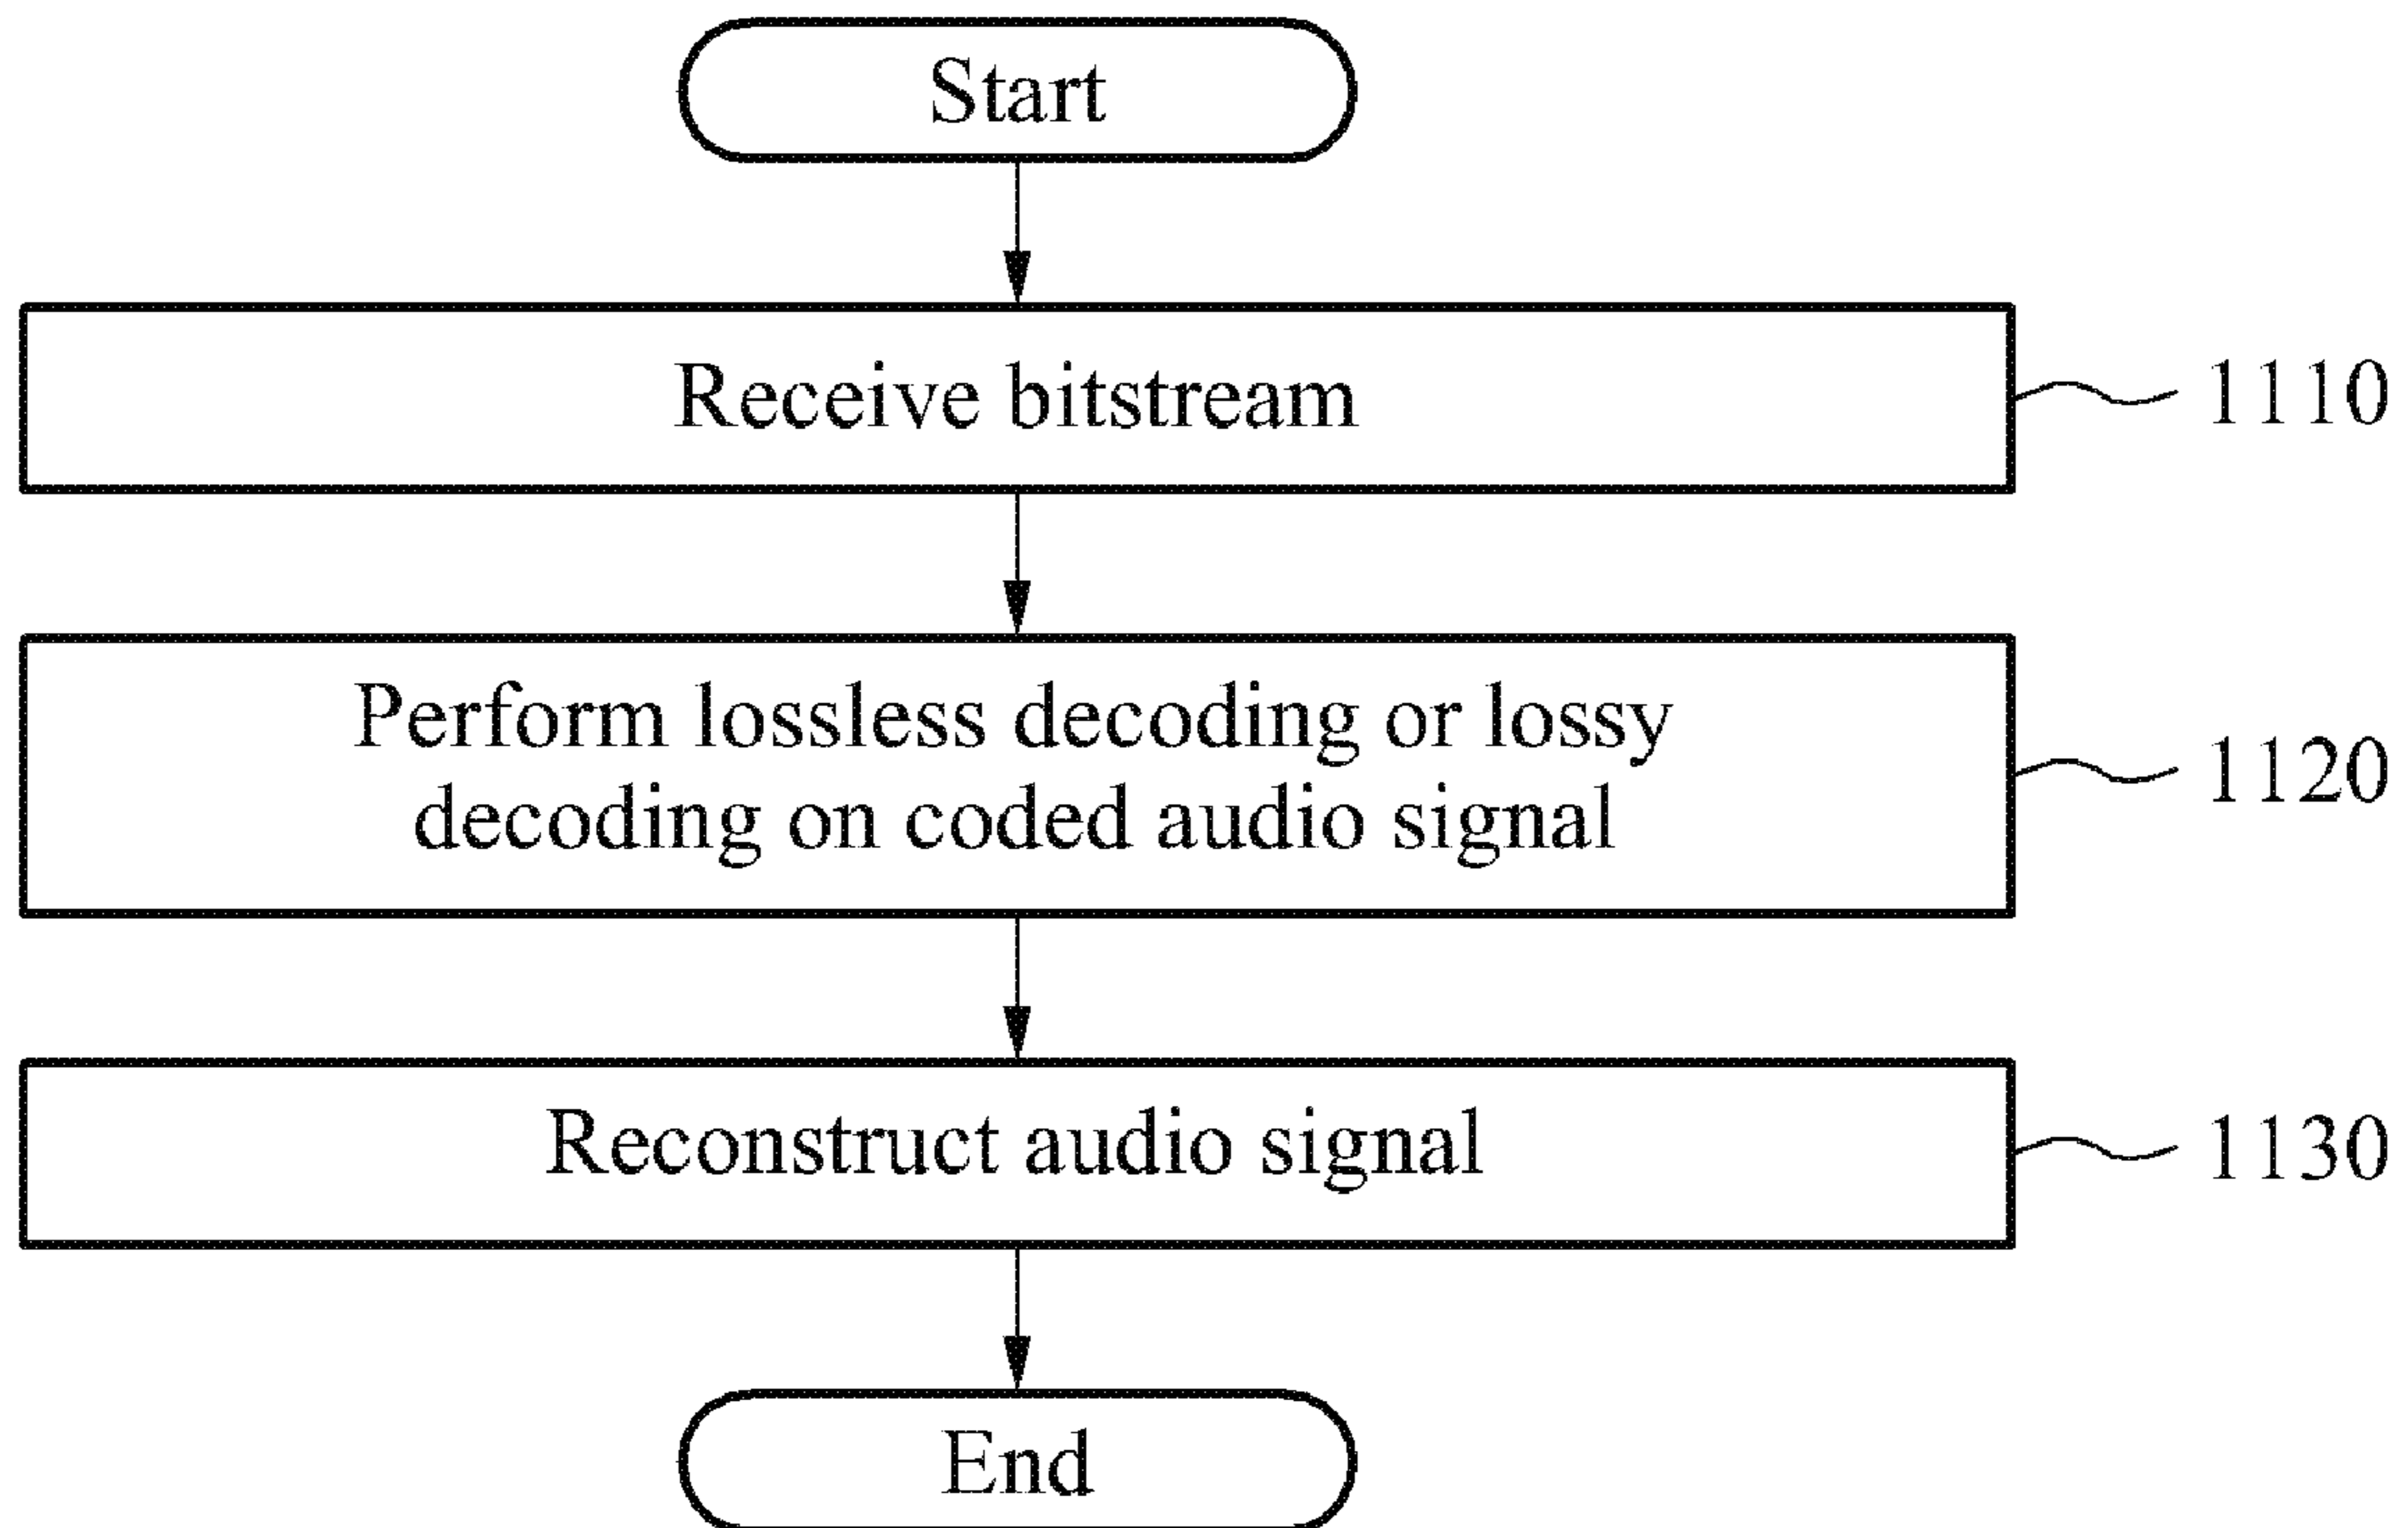 Start
Receive bitstream
1110
Perform lossless decoding or lossy
decoding on coded audio signal
1120
Reconstruct audio signal
1130
End